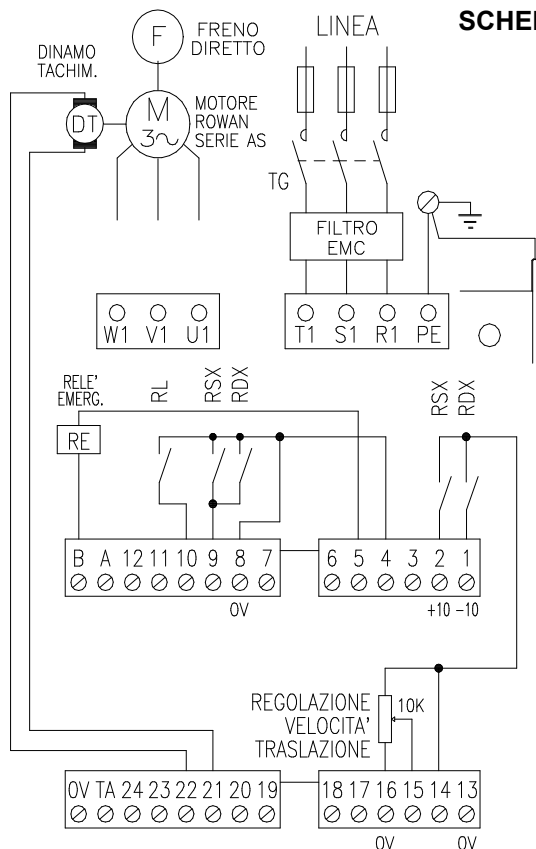 SCHE
DINAMO
TACHIM.
F
FRENO
DIRETTO
LINEA
DT
M
3~
MOTORE
ROWAN
SERIE AS
TG
FILTRO
EMC
W1 V1 U1
T1 S1 R1 PE
RELE'
EMERG.
RE
RL
RSX
RDX
RSX
RDX
B A 12 11 10 9 8 7
6 5 4 3 2 1
0V
+10 -10
REGOLAZIONE
VELOCITA'
TRASLAZIONE
10K
0V TA 24 23 22 21 20 19
18 17 16 15 14 13
0V
0V